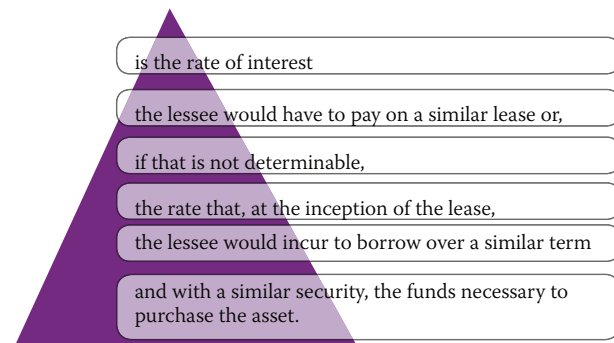 is the rate of interest
the lessee would have to pay on a similar lease or,
if that is not determinable,
the rate that, at the inception of the lease,
the lessee would incur to borrow over a similar term
and with a similar security, the funds necessary to
purchase the asset.